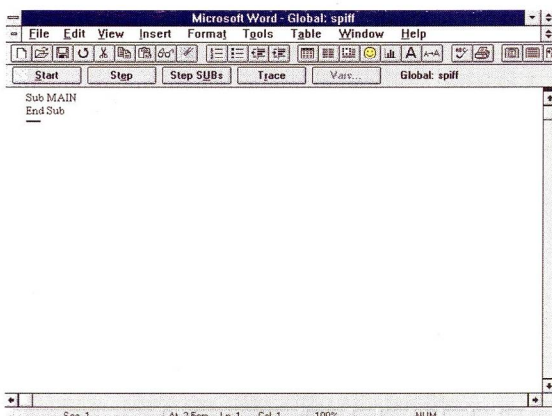 Microsoft Word - Global: spiff
File Edit View Insert Format Tools Table Window Help
Start Step Step SUBs Trace Vars... Global: spiff
Sub MAIN
End Sub
Sec 1 At 2.5cm Ln 1 Col 1 100% NUM